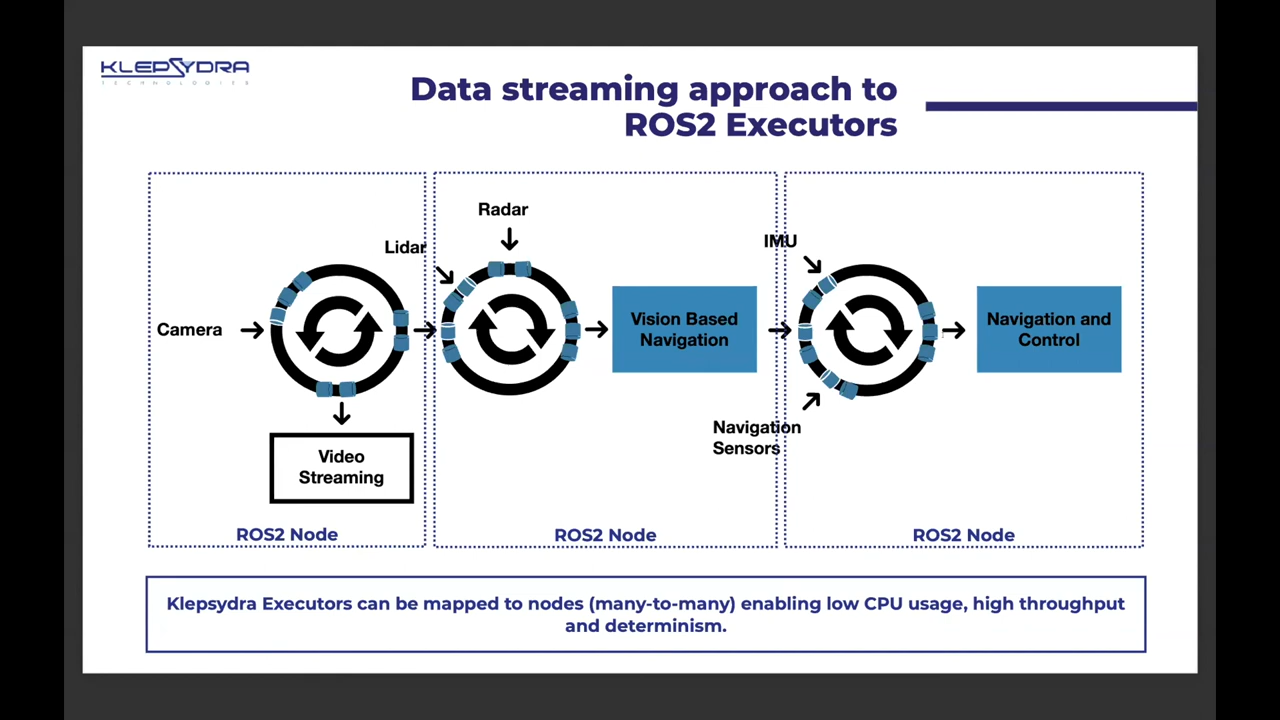 KLEPSYDRA
TECHNOLOGIES
Data streaming approach to
ROS2 Executors
Radar
Lidar
IMU
Camera
Vision Based
Navigation
Navigation and
Control
Navigation
Sensors
Video
Streaming
ROS2 Node
ROS2 Node
ROS2 Node
Klepsydra Executors can be mapped to nodes (many-to-many) enabling low CPU usage, high throughput
and determinism.